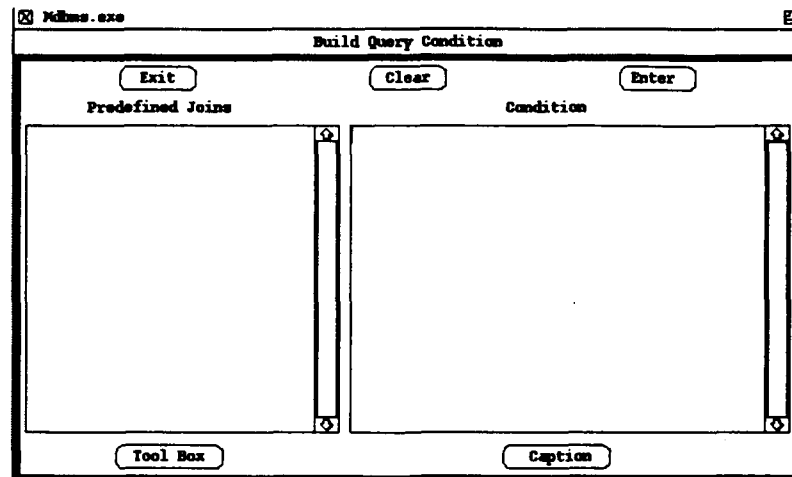 Mdbms.exe
Build Query Condition
Exit Clear Enter
Predefined Joins Condition
Tool Box Caption